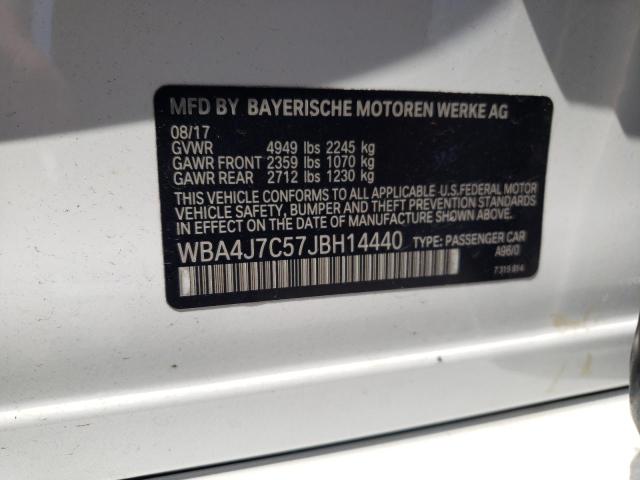 MFD BY BAYERISCHE MOTOREN WERKE AG
08/17
GVWR 4949 lbs 2245 kg
GAWR FRONT 2359 lbs 1070 kg
GAWR REAR 2712 lbs 1230 kg
THIS VEHICLE CONFORMS TO ALL APPLICABLE U.S. FEDERAL MOTOR
VEHICLE SAFETY, BUMPER AND THEFT PREVENTION STANDARDS
IN EFFECT ON THE DATE OF MANUFACTURE SHOWN ABOVE.
WBA4J7C57JBH14440 TYPE: PASSENGER CAR
A96/0
7319 814